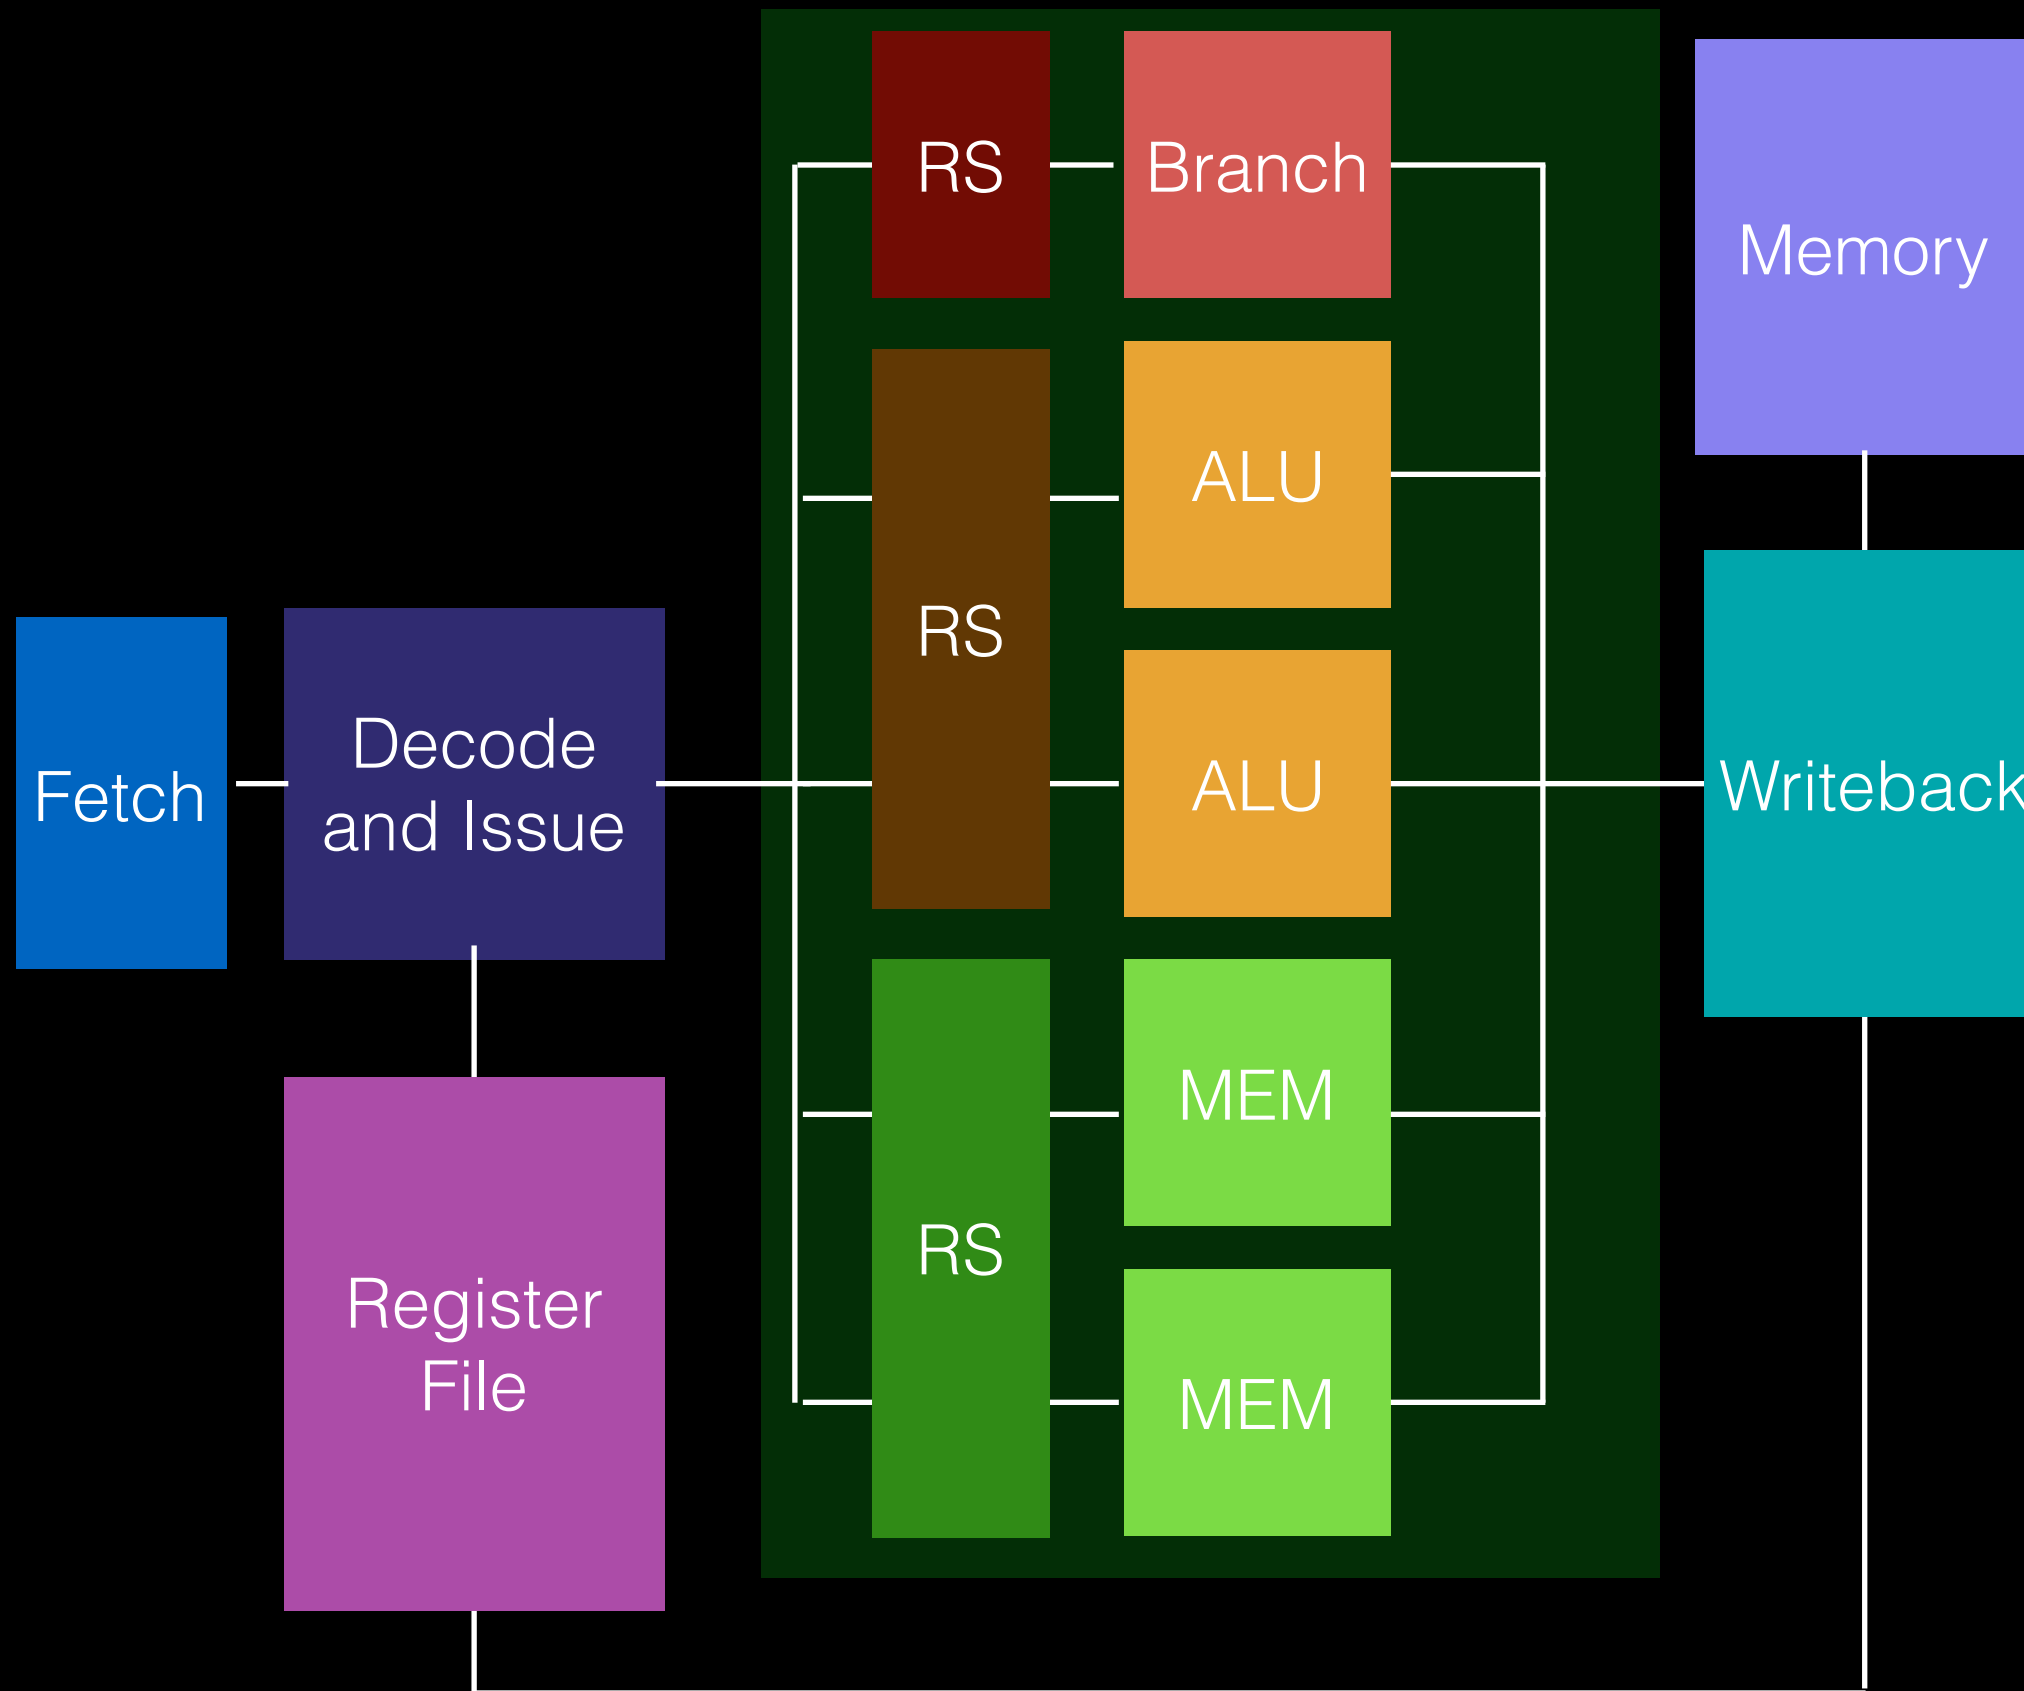 Fetch
Decode
and Issue
Register
File
RS
Branch
RS
ALU
ALU
RS
MEM
MEM
Memory
Writeback